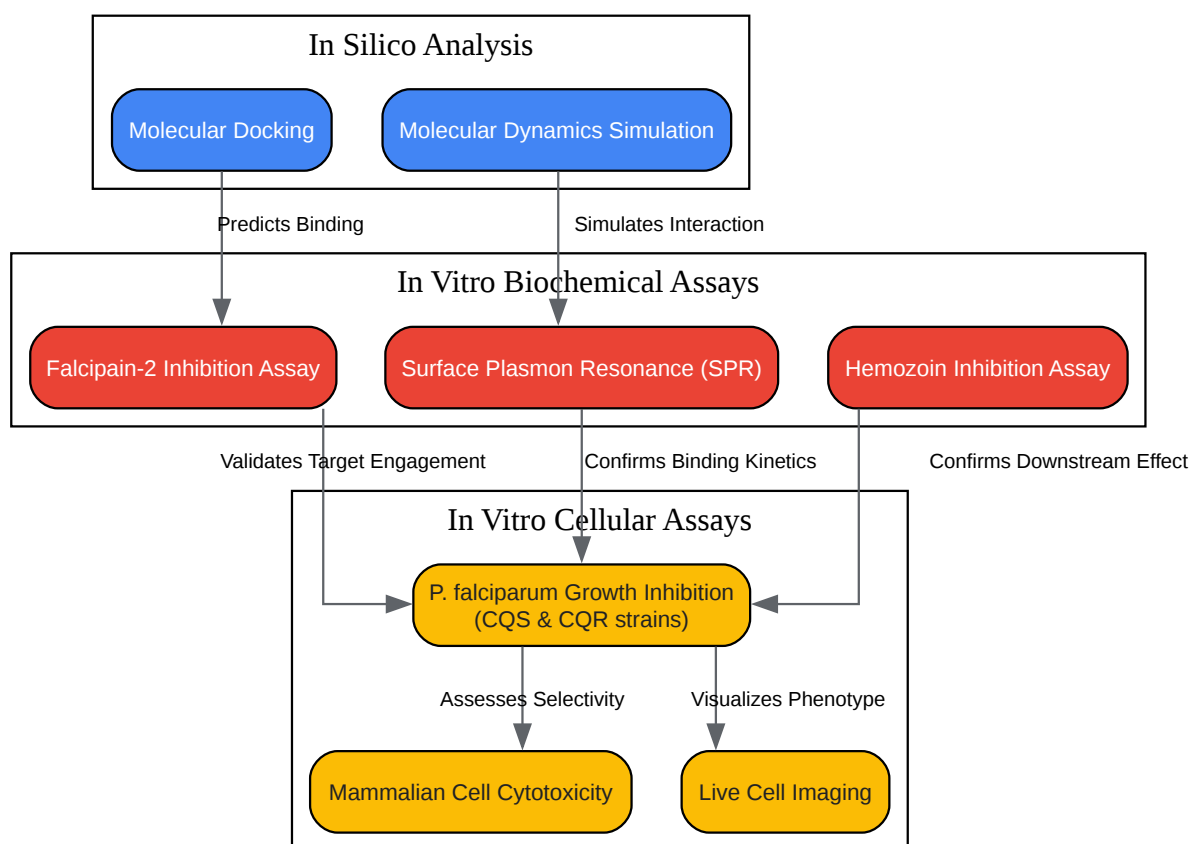 In Silico Analysis
Molecular Docking
Molecular Dynamics Simulation
Predicts Binding
Simulates Interaction
In Vitro Biochemical Assays
Falcipain-2 Inhibition Assay
Surface Plasmon Resonance (SPR)
Hemozoin Inhibition Assay
Validates Target Engagement
Confirms Binding Kinetics
Confirms Downstream Effect
In Vitro Cellular Assays
P. falciparum Growth Inhibition
(CQS & CQR strains)
Assesses Selectivity
Visualizes Phenotype
Mammalian Cell Cytotoxicity
Live Cell Imaging